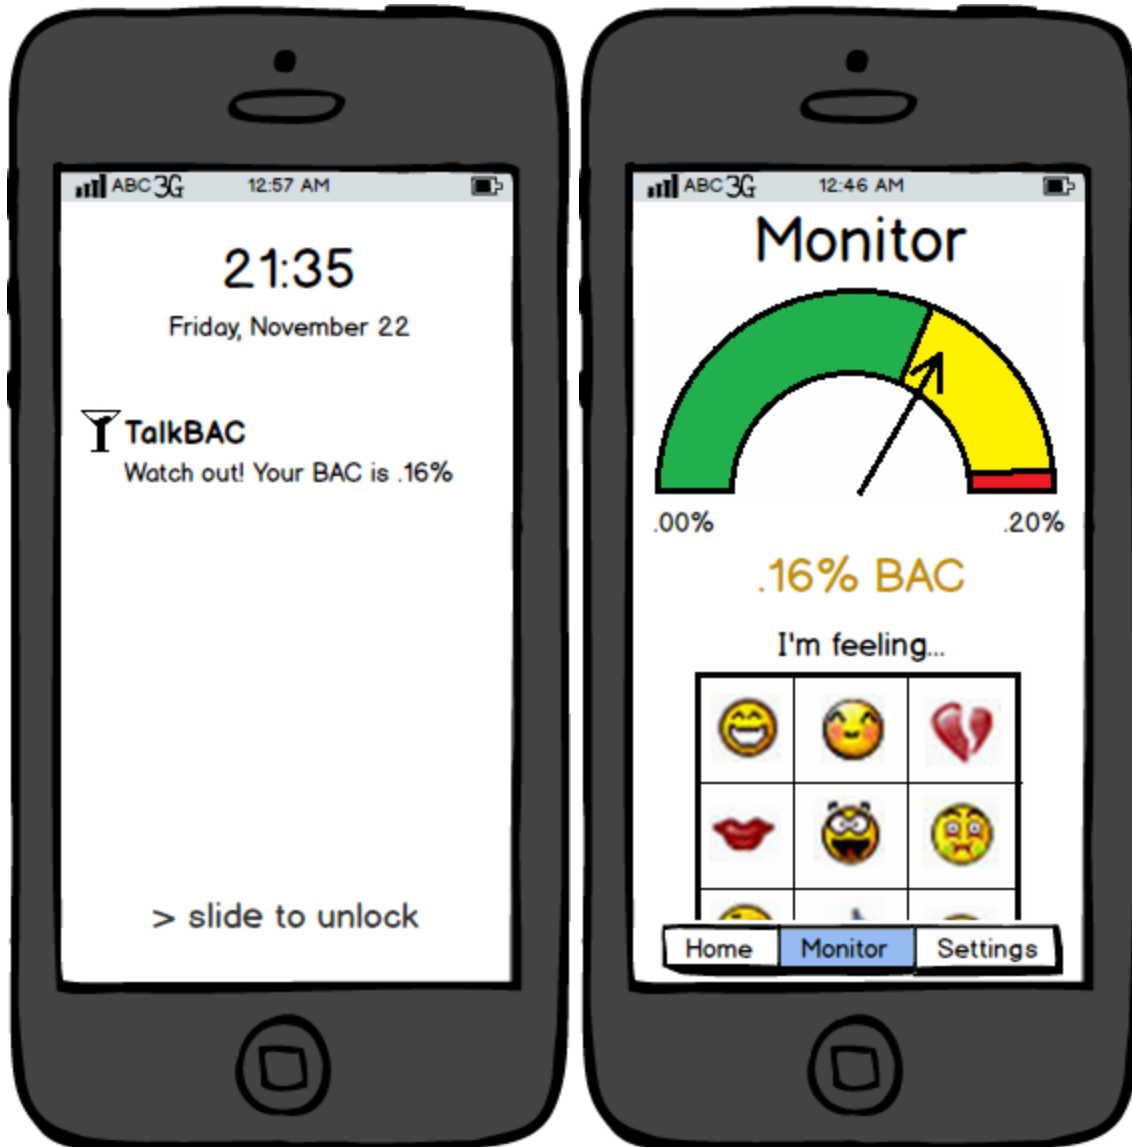 ABC 3G 12:57 AM
21:35
Friday, November 22
TalkBAC
Watch out! Your BAC is .16%
> slide to unlock
ABC 3G 12:46 AM
Monitor
.00% .20%
.16% BAC
I'm feeling...
Home Monitor Settings